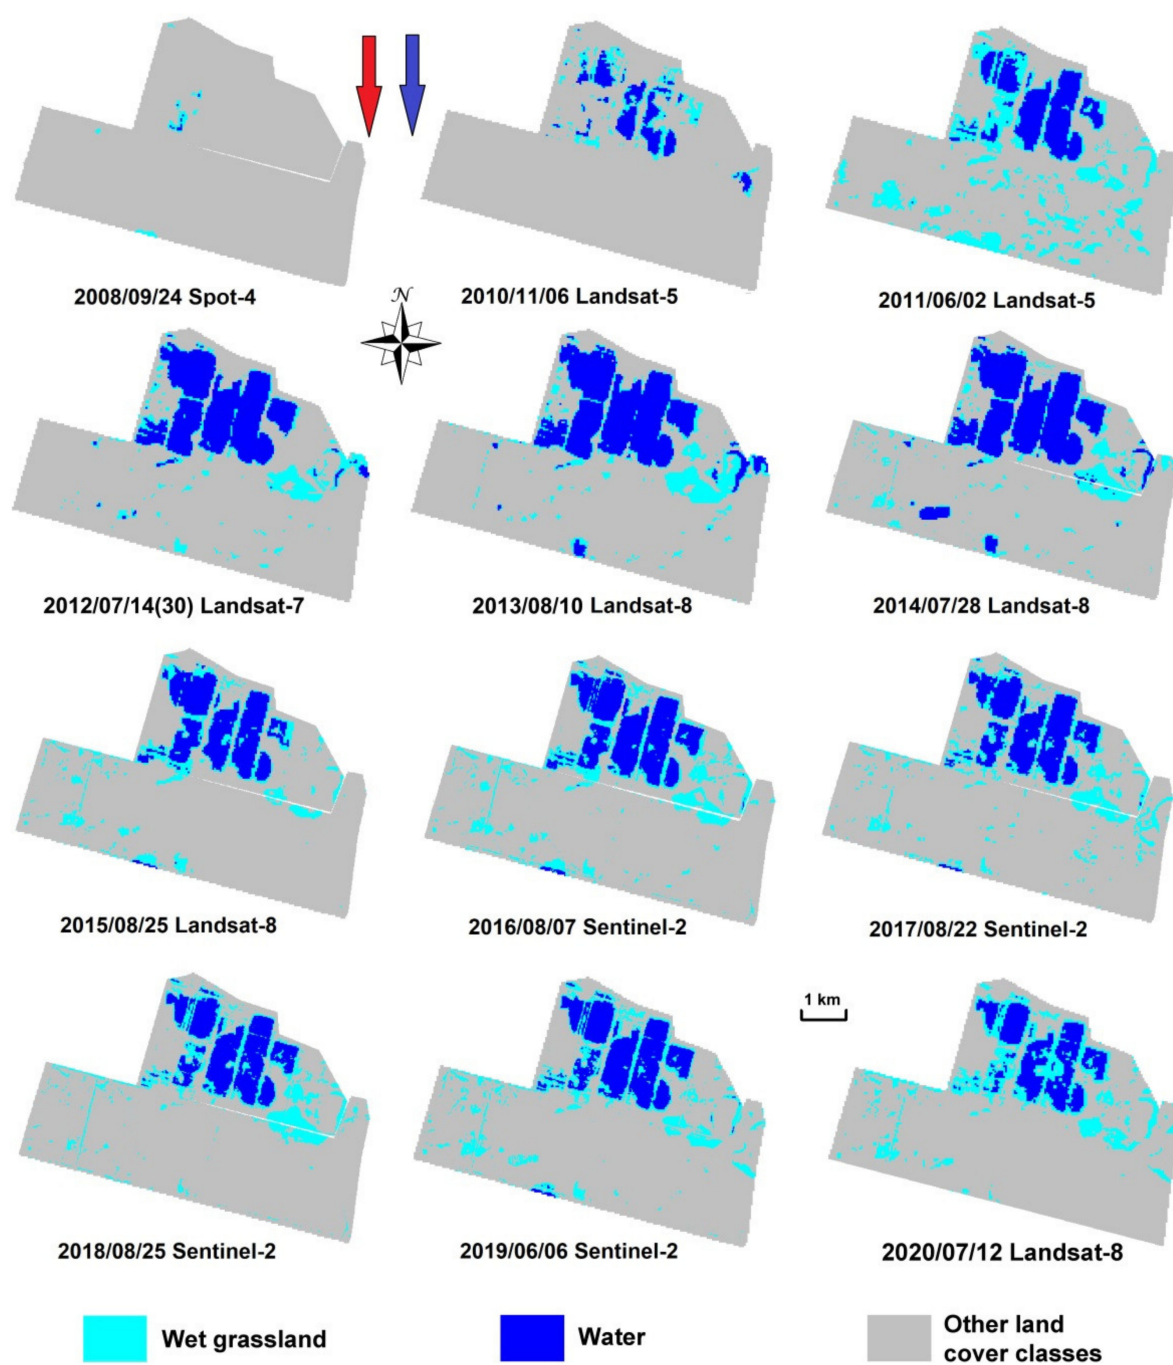 2008/09/24 Spot-4
2010/11/06 Landsat-5
2011/06/02 Landsat-5
N
2012/07/14(30) Landsat-7
2013/08/10 Landsat-8
2014/07/28 Landsat-8
2015/08/25 Landsat-8
2016/08/07 Sentinel-2
2017/08/22 Sentinel-2
1 km
2018/08/25 Sentinel-2
2019/06/06 Sentinel-2
2020/07/12 Landsat-8
Wet grassland
Water
Other land
cover classes